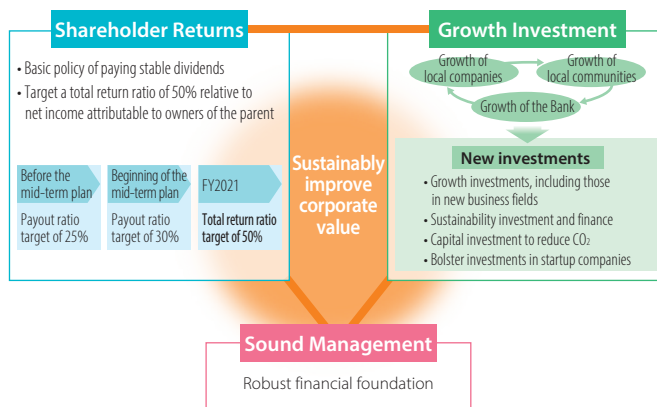 Shareholder Returns
• Basic policy of paying stable dividends
• Target a total return ratio of 50% relative to
net income attributable to owners of the parent
Before the
mid-term plan
Payout ratio
target of 25%
Beginning of the
mid-term plan
Payout ratio
target of 30%
FY2021
Total return ratio
target of 50%
Sustainably
improve
corporate
value
Growth Investment
Growth of
local companies
Growth of
local communities
Growth of the Bank
New investments
• Growth investments, including those
in new business fields
• Sustainability investment and finance
• Capital investment to reduce CO₂
• Bolster investments in startup companies
Sound Management
Robust financial foundation